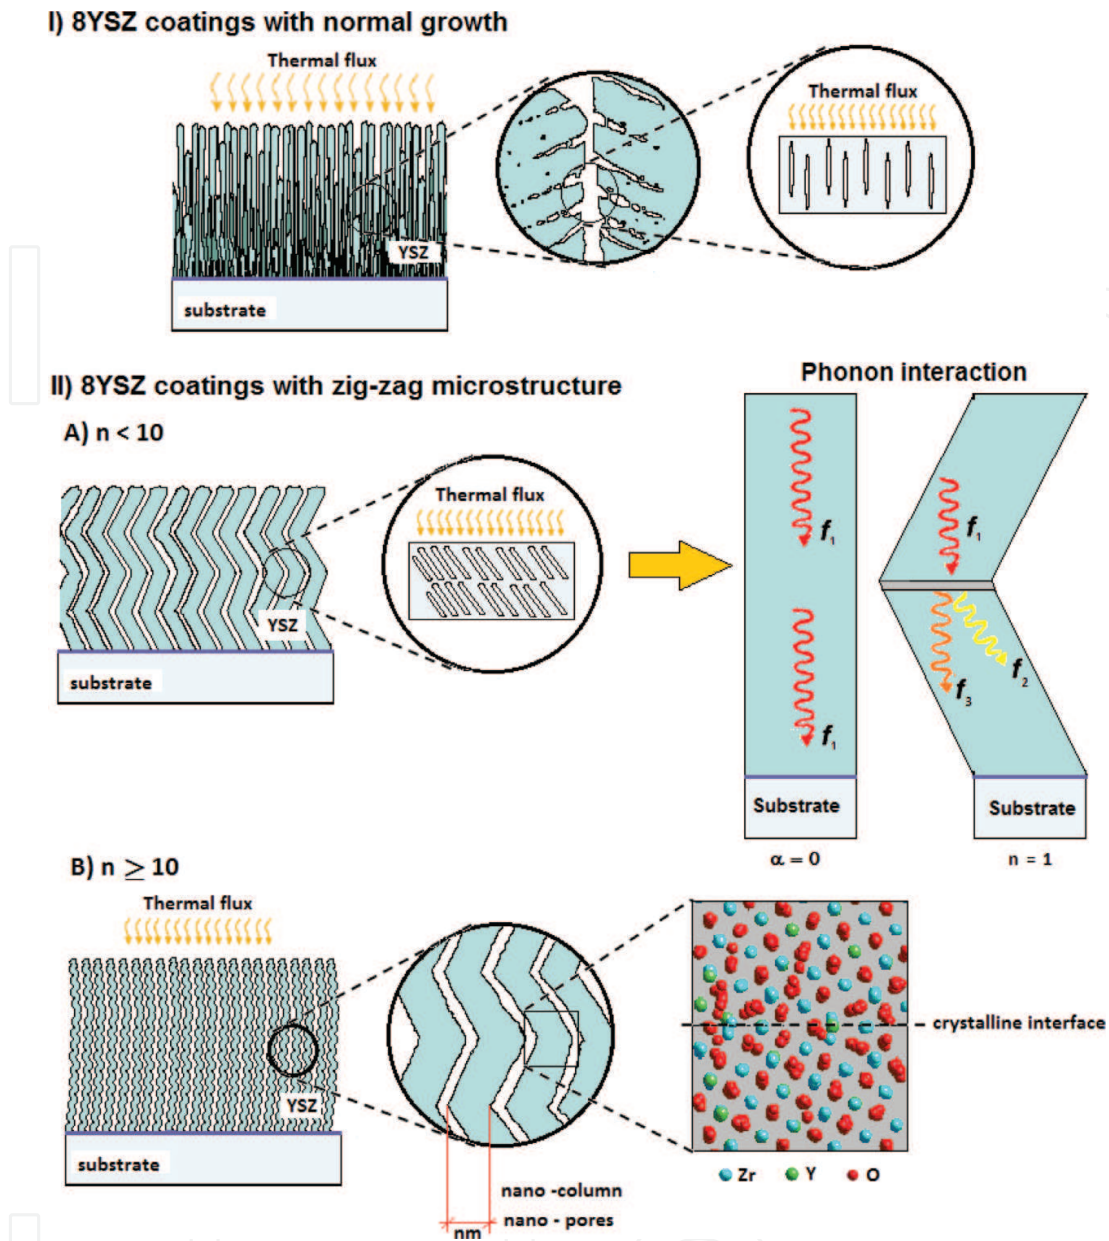 I) 8YSZ coatings with normal growth
Thermal flux
YSZ
substrate
Thermal flux
II) 8YSZ coatings with zig-zag microstructure
A) n < 10
YSZ
substrate
Thermal flux
Phonon interaction
f₁
f₁
Substrate
α = 0
f₁
f₂
f₃
Substrate
n = 1
B) n ≥ 10
Thermal flux
YSZ
substrate
nm
nano -column
nano - pores
crystalline interface
Zr Y O